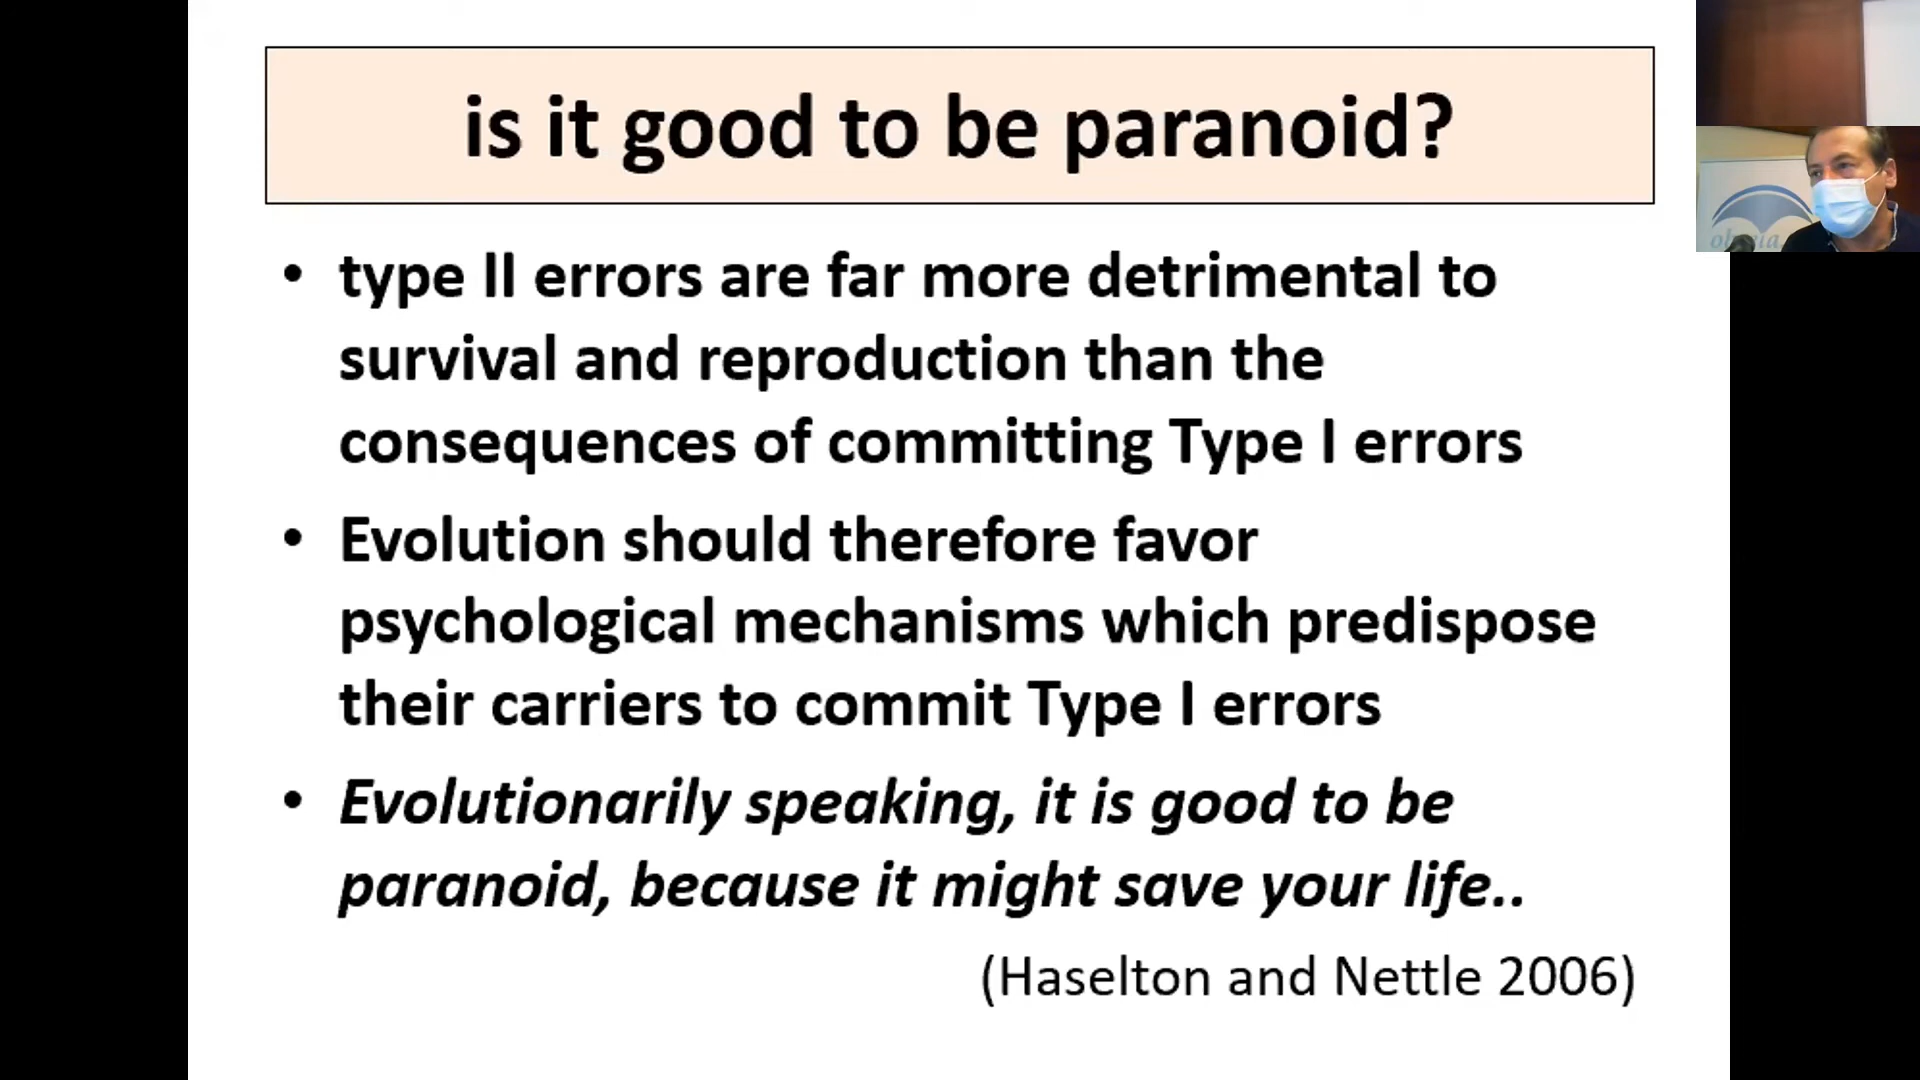 is it good to be paranoid?
• type II errors are far more detrimental to
survival and reproduction than the
consequences of committing Type I errors
• Evolution should therefore favor
psychological mechanisms which predispose
their carriers to commit Type I errors
• Evolutionarily speaking, it is good to be
paranoid, because it might save your life..
(Haselton and Nettle 2006)